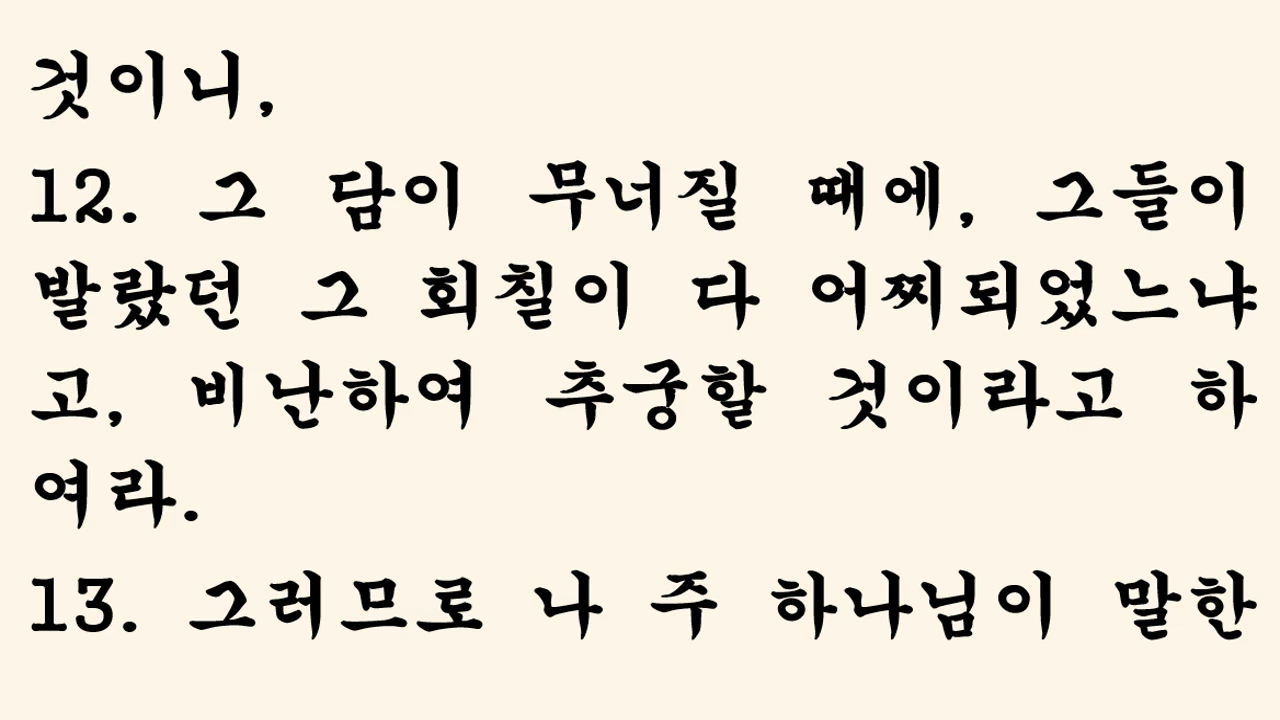 것이니,
12. 그 담이 무너질 때에, 그들이
발랐던 그 회칠이 다 어찌되었느냐
고, 비난하여 추궁할 것이라고 하
여라.
13. 그러므로 나 주 하나님이 말한